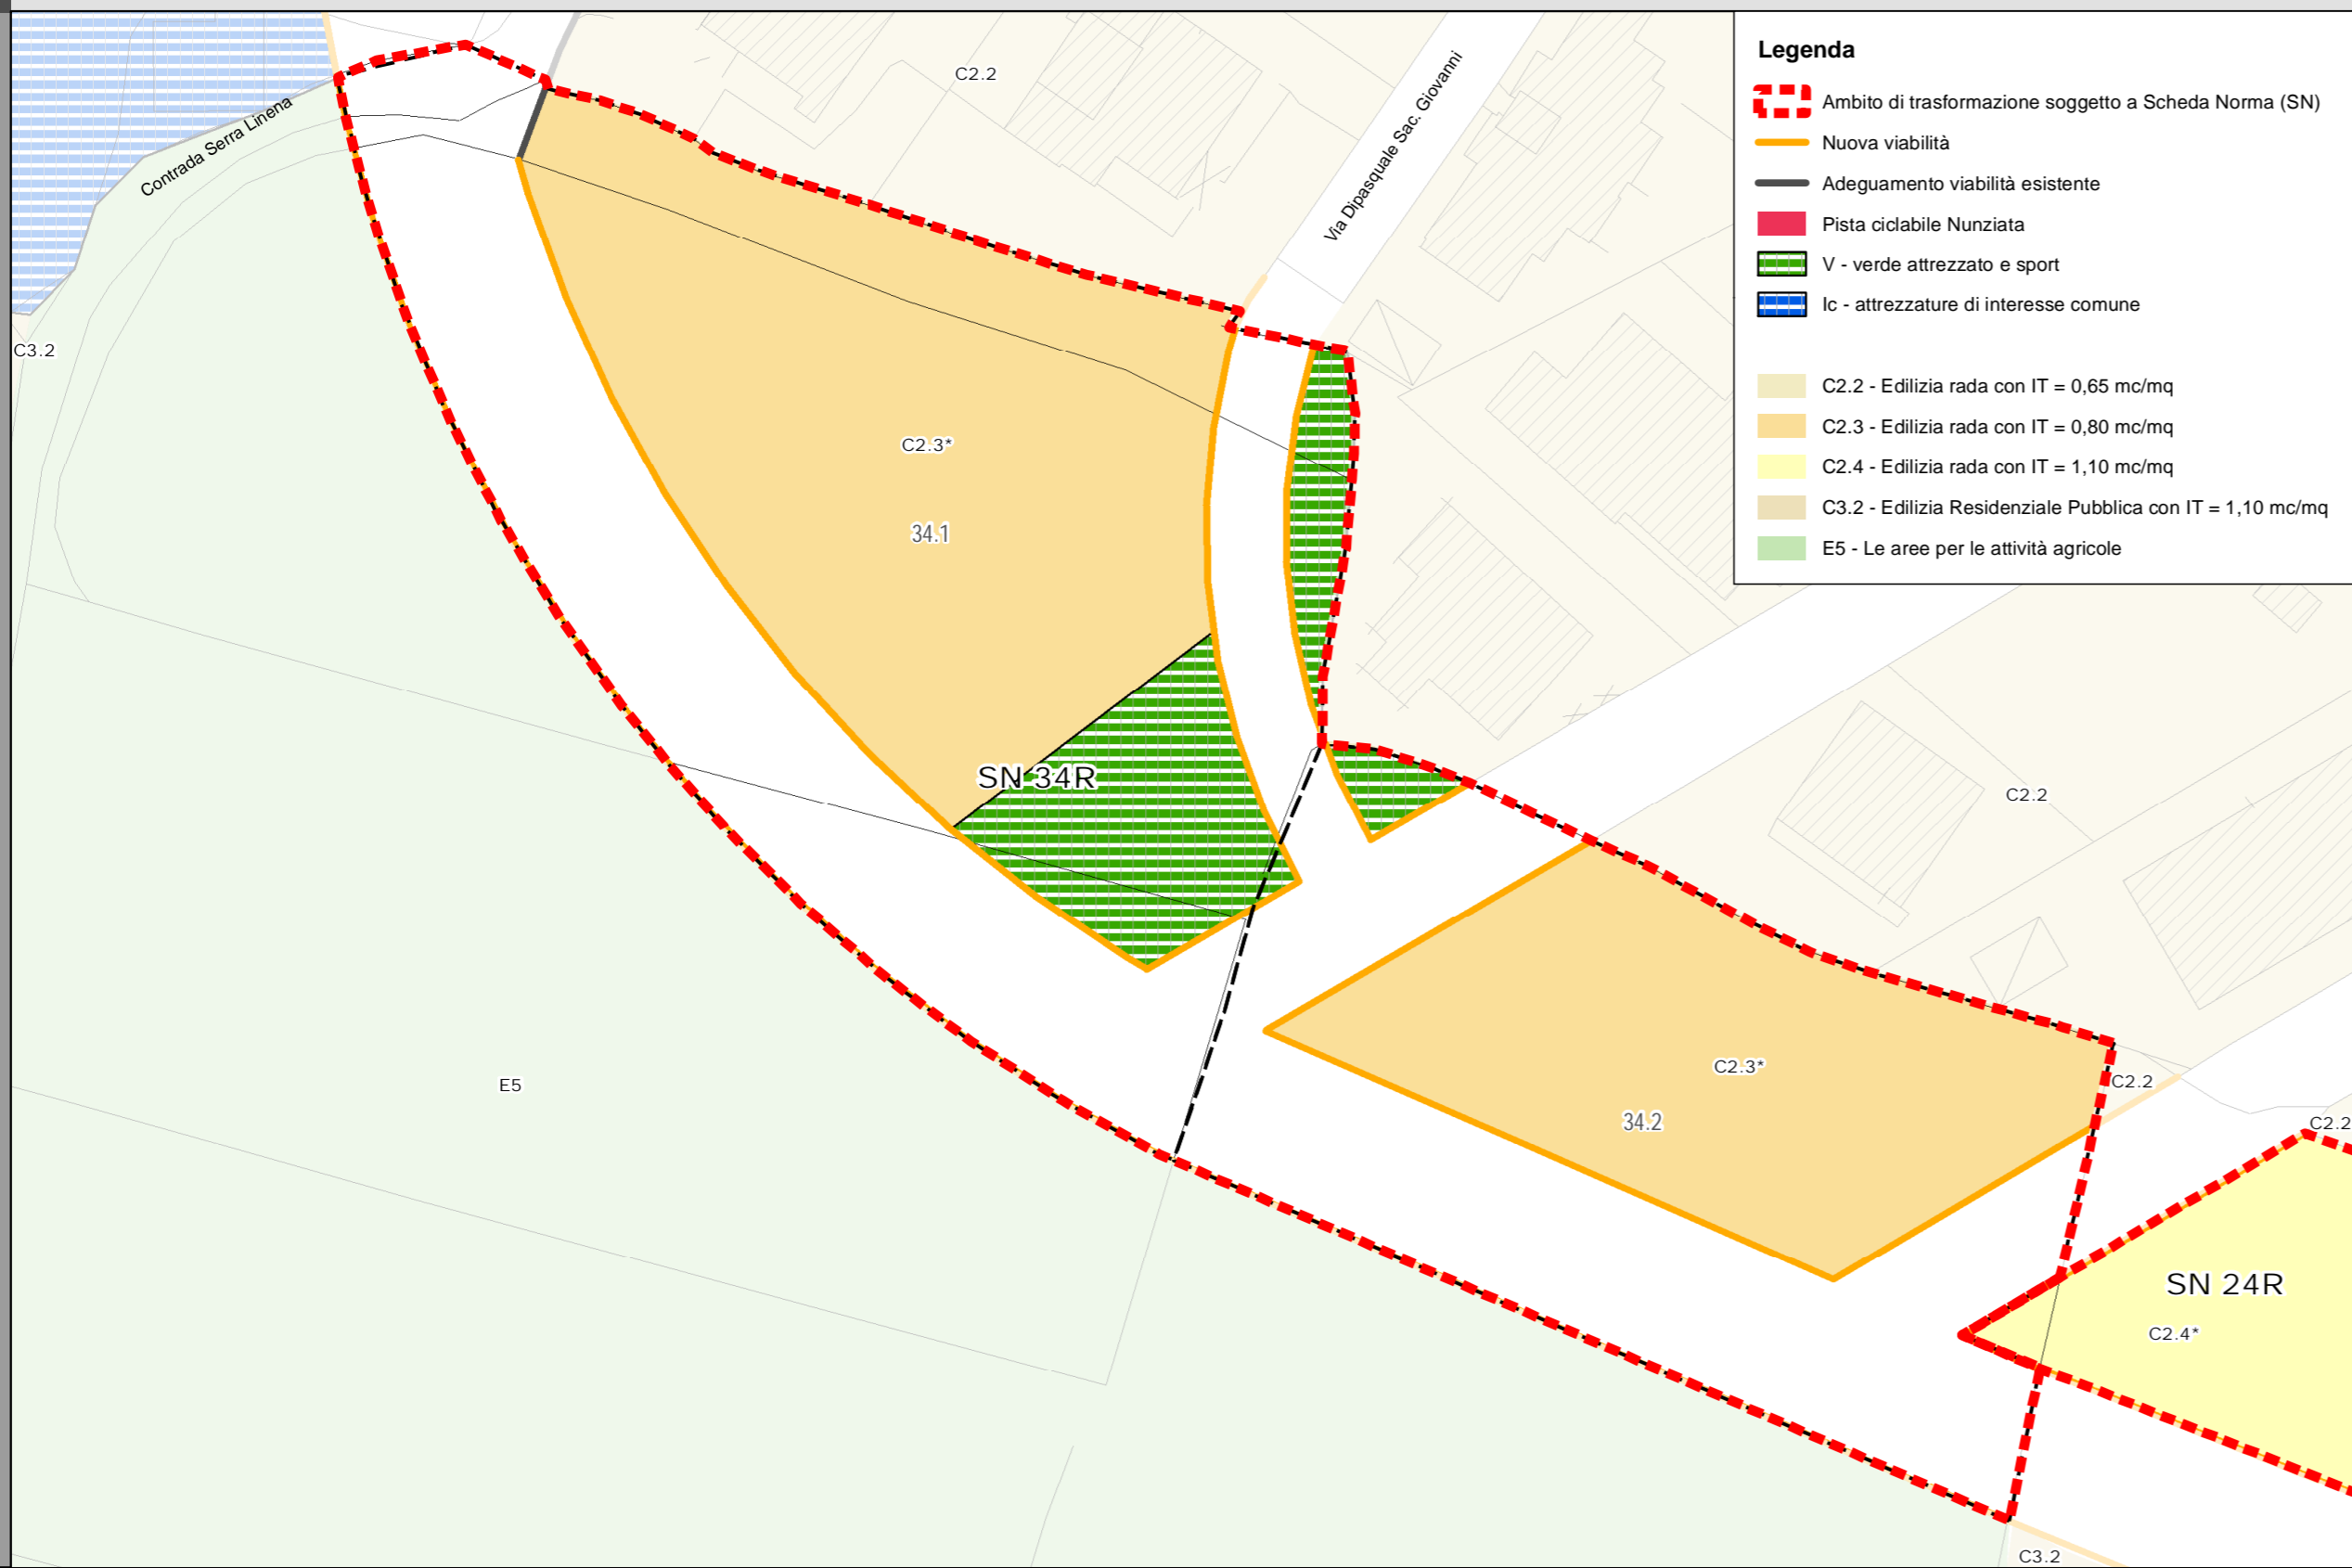 Legenda
Ambito di trasformazione soggetto a Scheda Norma (SN)
Nuova viabilità
Adeguamento viabilità esistente
Pista ciclabile Nunziata
V - verde attrezzato e sport
Ic - attrezzature di interesse comune
C2.2 - Edilizia rada con IT = 0,65 mc/mq
C2.3 - Edilizia rada con IT = 0,80 mc/mq
C2.4 - Edilizia rada con IT = 1,10 mc/mq
C3.2 - Edilizia Residenziale Pubblica con IT = 1,10 mc/mq
E5 - Le aree per le attività agricole
C2.2
Contrada Serra Linena
Via Dipasquale Sac. Giovanni
C3.2
C2.3*
34.1
SN 34R
C2.2
E5
C2.3*
34.2
C2.2
C2.2
SN 24R
C2.4*
C3.2